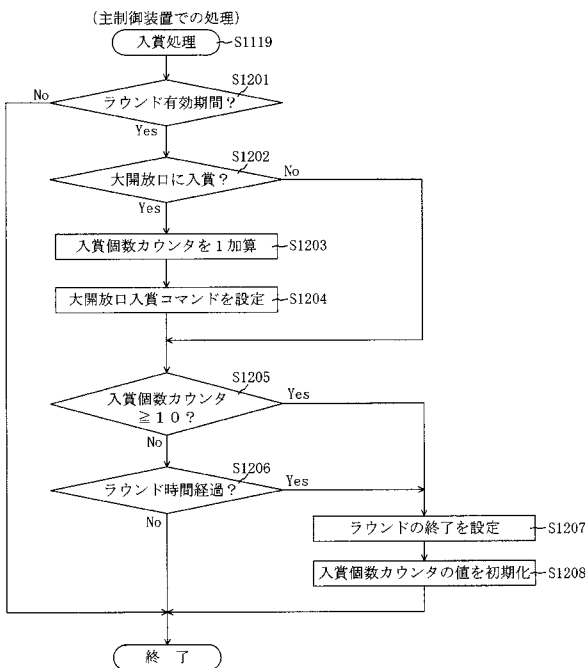 (主制御装置での処理)
入賞処理
S1119
S1201
No
ラウンド有効期間?
Yes
S1202
大開放口に入賞?
No
Yes
入賞個数カウンタを1加算
S1203
大開放口入賞コマンドを設定
S1204
S1205
入賞個数カウンタ
≧10?
Yes
No
S1206
ラウンド時間経過?
Yes
No
ラウンドの終了を設定
S1207
入賞個数カウンタの値を初期化
S1208
終 了